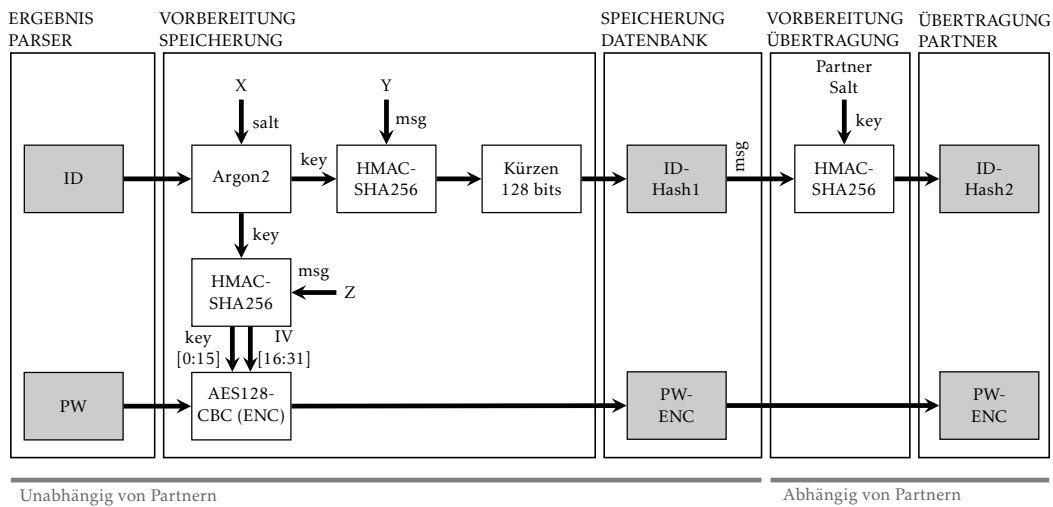 ERGEBNIS
PARSER
VORBEREITUNG
SPEICHERUNG
SPEICHERUNG
DATENBANK
VORBEREITUNG
ÜBERTRAGUNG
ÜBERTRAGUNG
PARTNER
X
salt
Y
msg
Partner
Salt
key
ID
Argon2
key
HMAC-
SHA256
Kürzen
128 bits
ID-
Hash1
msg
HMAC-
SHA256
ID-
Hash2
key
HMAC-
SHA256
msg
Z
key
[0:15]
IV
[16:31]
PW
AES128-
CBC (ENC)
PW-
ENC
PW-
ENC
Unabhängig von Partnern
Abhängig von Partnern